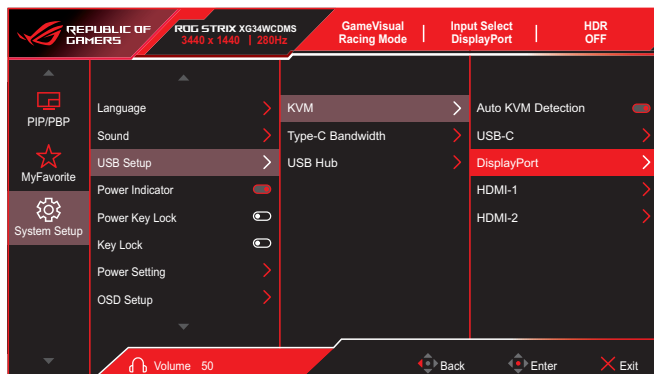 REPUBLIC OF
GAMERS
ROG STRIX XG34WCDMS
3440 x 1440 | 280Hz
GameVisual
Racing Mode
Input Select
DisplayPort
HDR
OFF
PIP/PBP
MyFavorite
System Setup
Language
Sound
USB Setup
Power Indicator
Power Key Lock
Key Lock
Power Setting
OSD Setup
KVM
Type-C Bandwidth
USB Hub
Auto KVM Detection
USB-C
DisplayPort
HDMI-1
HDMI-2
Volume 50
Back
Enter
Exit